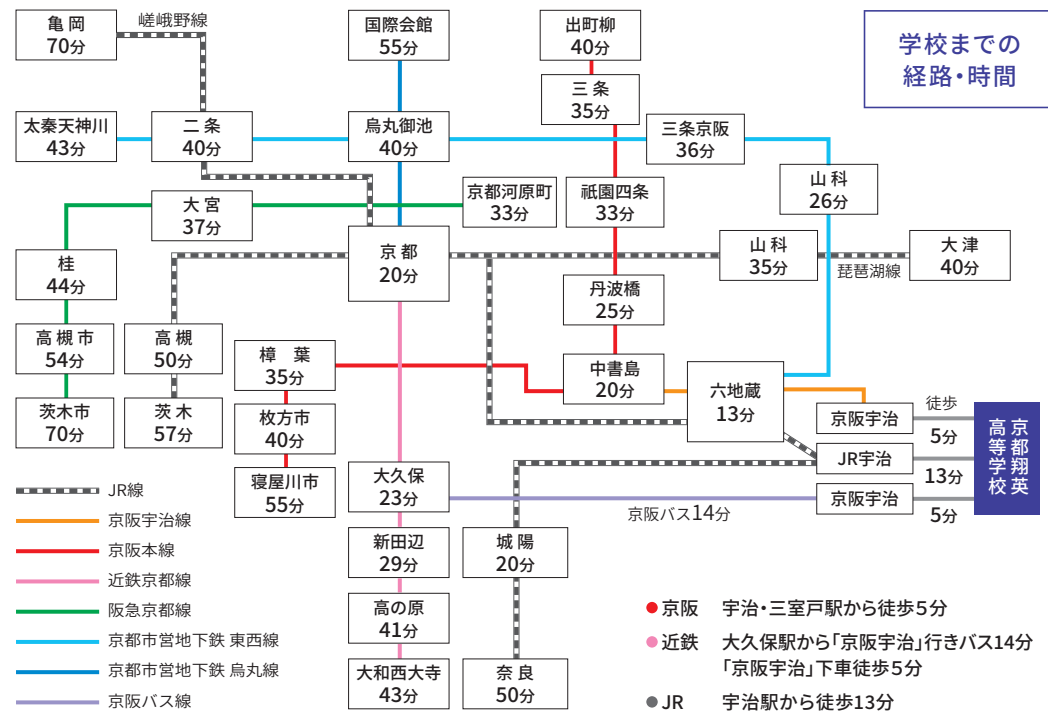 学校までの
経路・時間
亀岡
70分
嵯峨野線
国際会館
55分
出町柳
40分
三条
35分
太秦天神川
43分
二条
40分
烏丸御池
40分
三条京阪
36分
山科
26分
大宮
37分
京都河原町
33分
祇園四条
33分
桂
44分
京都
20分
山科
35分
琵琶湖線
大津
40分
丹波橋
25分
高槻市
54分
高槻
50分
樟葉
35分
中書島
20分
六地蔵
13分
茨木市
70分
茨木
57分
枚方市
40分
寝屋川市
55分
京阪宇治
徒歩
5分
JR宇治
13分
京阪宇治
5分
京都翔英
高等学校
大久保
23分
京阪バス14分
新田辺
29分
城陽
20分
高の原
41分
大和西大寺
43分
奈良
50分
JR線
京阪宇治線
京阪本線
近鉄京都線
阪急京都線
京都市営地下鉄 東西線
京都市営地下鉄 烏丸線
京阪バス線
●京阪 宇治・三室戸駅から徒歩5分
●近鉄 大久保駅から「京阪宇治」行きバス14分
「京阪宇治」下車徒歩5分
●JR 宇治駅から徒歩13分